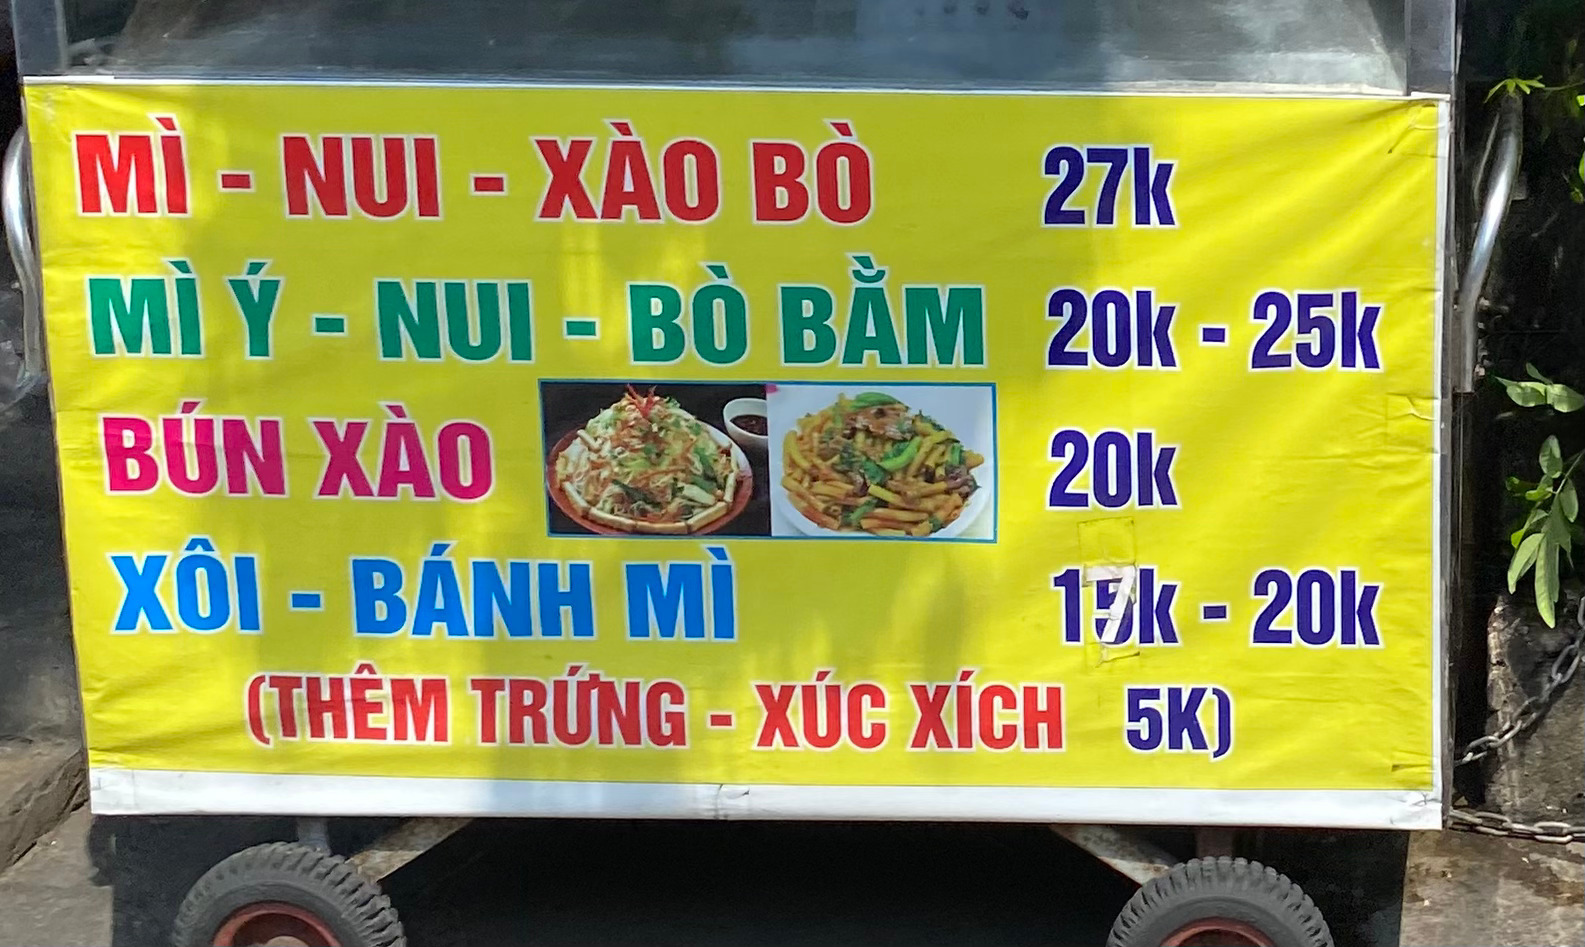 MÌ - NUI - XÀO BÒ 27k
MÌ Ý - NUI - BÒ BẰM 20k - 25k
BÚN XÀO 20k
XÔI - BÁNH MÌ 17k - 20k
(THÊM TRỨNG - XÚC XÍCH 5K)